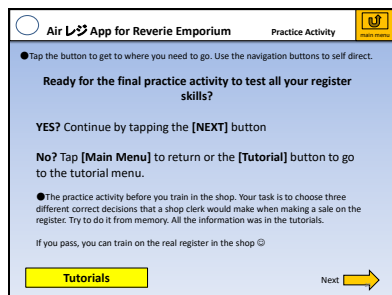 Air レジ App for Reverie Emporium
Practice Activity
main menu
●Tap the button to get to where you need to go. Use the navigation buttons to self direct.
Ready for the final practice activity to test all your register
skills?
YES? Continue by tapping the [NEXT] button
No? Tap [Main Menu] to return or the [Tutorial] button to go
to the tutorial menu.
●The practice activity before you train in the shop. Your task is to choose three
different correct decisions that a shop clerk would make when making a sale on the
register. Try to do it from memory. All the information was in the tutorials.
If you pass, you can train on the real register in the shop ☺
Tutorials
Next